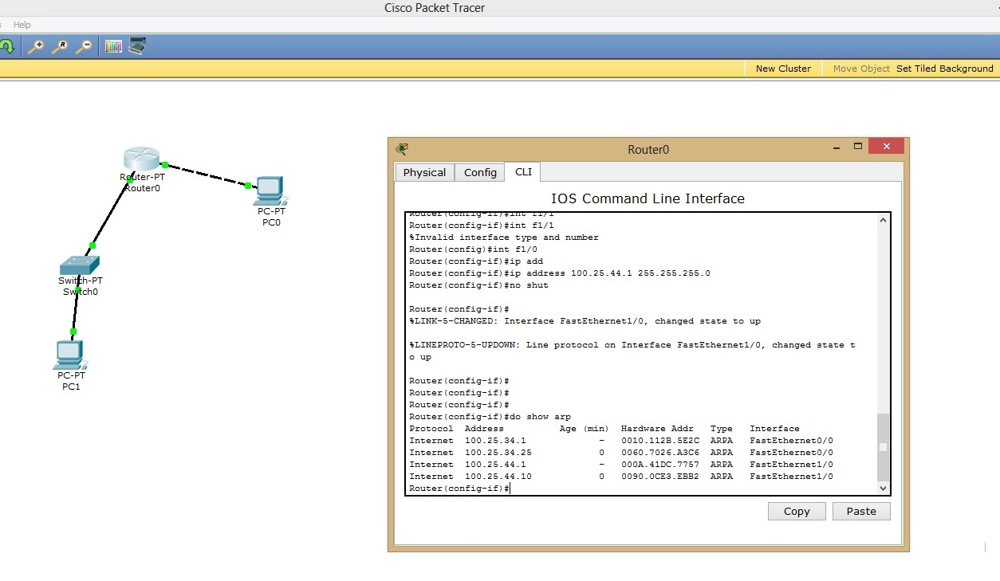 Cisco Packet Tracer
Help
New Cluster
Move Object
Set Tiled Background
Router-PT
Router0
PC-PT
PC0
Switch-PT
Switch0
PC-PT
PC1
Router0
Physical
Config
CLI
IOS Command Line Interface
Router(config-if)#int f1/1
Router(config-if)#int f1/1
%Invalid interface type and number
Router(config)#int f1/0
Router(config-if)#ip add
Router(config-if)#ip address 100.25.44.1 255.255.255.0
Router(config-if)#no shut
Router(config-if)#
%LINK-5-CHANGED: Interface FastEthernet1/0, changed state to up
%LINEPROTO-5-UPDOWN: Line protocol on Interface FastEthernet1/0, changed state t
o up
Router(config-if)#
Router(config-if)#
Router(config-if)#
Router(config-if)#do show arp
Protocol Address Age (min) Hardware Addr Type Interface
Internet 100.25.34.1 - 0010.112B.5E2C ARPA FastEthernet0/0
Internet 100.25.34.25 0 0060.7026.A3C6 ARPA FastEthernet0/0
Internet 100.25.44.1 - 000A.41DC.7757 ARPA FastEthernet1/0
Internet 100.25.44.10 0 0090.0CE3.EBB2 ARPA FastEthernet1/0
Router(config-if)#
Copy
Paste